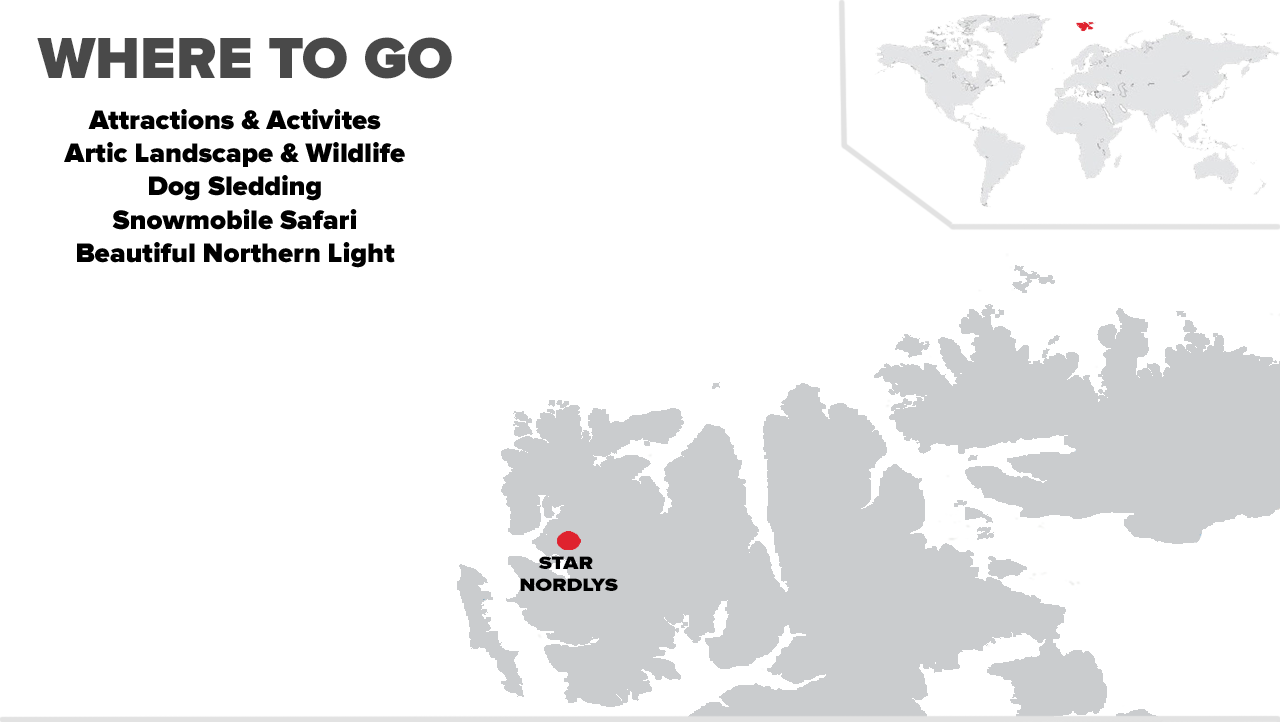 WHERE TO GO
Attractions & Activites
Artic Landscape & Wildlife
Dog Sledding
Snowmobile Safari
Beautiful Northern Light
STAR
NORDLYS